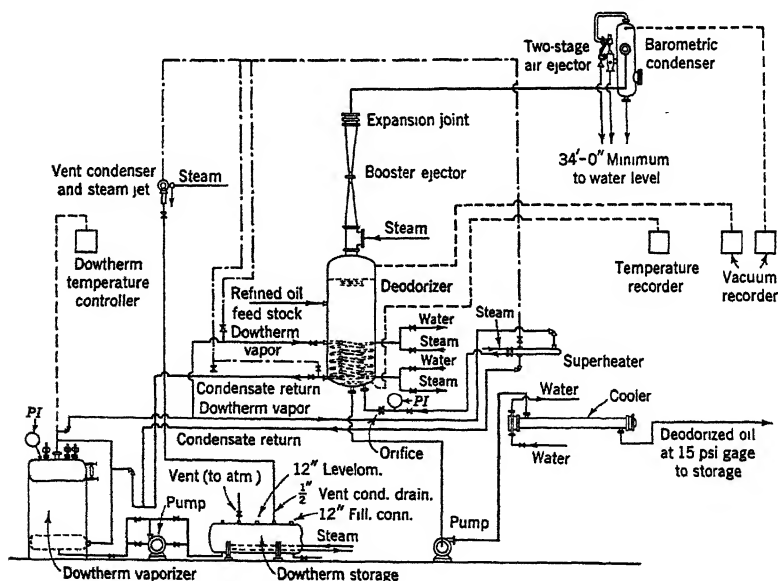 Two-stage
air ejector
Barometric
condenser
Expansion joint
34'-0" Minimum
to water level
Vent condenser
and steam jet
Steam
Booster ejector
Steam
Dowtherm
temperature
controller
Deodorizer
Temperature
recorder
Vacuum
recorder
Refined oil
feed stock
Dowtherm
vapor
Water
Steam
Water
Steam
Steam
Superheater
Condensate return
Dowtherm vapor
PI
Water
Cooler
PI
Condensate return
Orifice
Water
Deodorized oil
at 15 psi gage
to storage
Vent (to atm)
12" Levelom.
1/2" Vent cond. drain.
12" Fill. conn.
Pump
Steam
Pump
Dowtherm vaporizer
Dowtherm storage